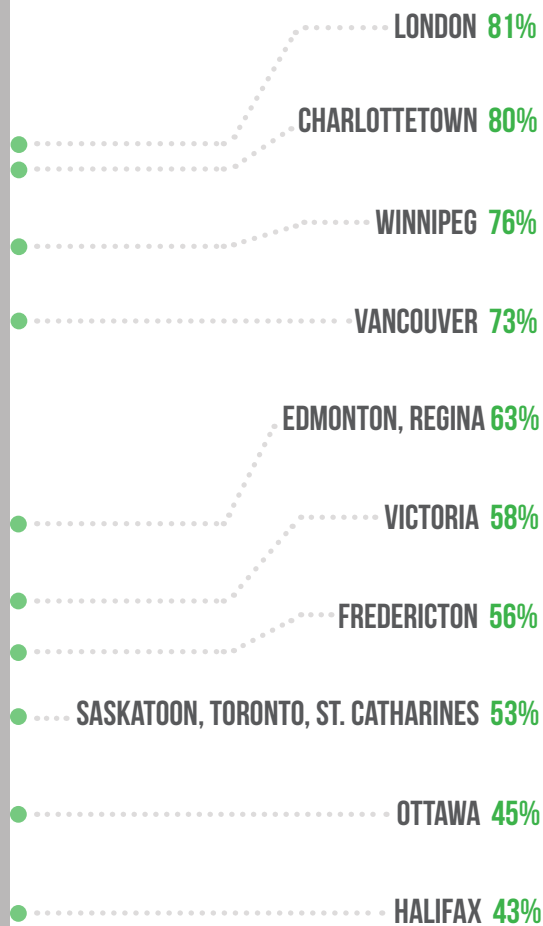 LONDON 81%
CHARLOTTETOWN 80%
WINNIPEG 76%
VANCOUVER 73%
EDMONTON, REGINA 63%
VICTORIA 58%
FREDERICTON 56%
SASKATOON, TORONTO, ST. CATHARINES 53%
OTTAWA 45%
HALIFAX 43%